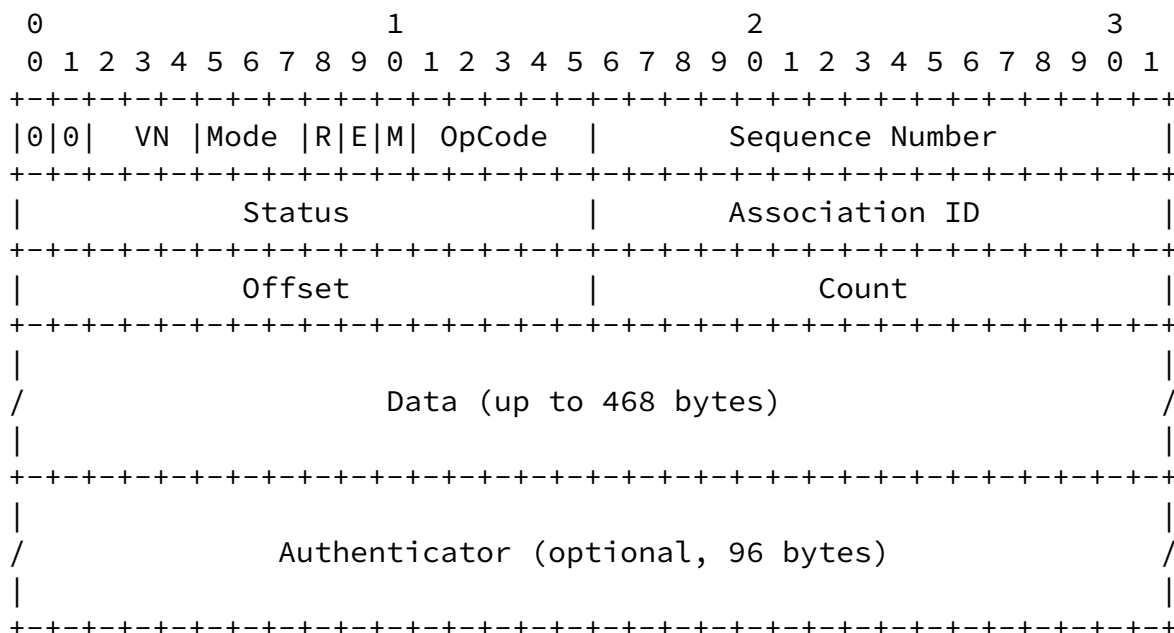 0                   1                   2                   3
 0 1 2 3 4 5 6 7 8 9 0 1 2 3 4 5 6 7 8 9 0 1 2 3 4 5 6 7 8 9 0 1
+-+-+-+-+-+-+-+-+-+-+-+-+-+-+-+-+-+-+-+-+-+-+-+-+-+-+-+-+-+-+-+-+
|0|0|  VN |Mode |R|E|M| OpCode  |       Sequence Number         |
+-+-+-+-+-+-+-+-+-+-+-+-+-+-+-+-+-+-+-+-+-+-+-+-+-+-+-+-+-+-+-+-+
|            Status             |       Association ID          |
+-+-+-+-+-+-+-+-+-+-+-+-+-+-+-+-+-+-+-+-+-+-+-+-+-+-+-+-+-+-+-+-+
|            Offset             |            Count              |
+-+-+-+-+-+-+-+-+-+-+-+-+-+-+-+-+-+-+-+-+-+-+-+-+-+-+-+-+-+-+-+-+
|                                                               |
/                    Data (up to 468 bytes)                     /
|                                                               |
+-+-+-+-+-+-+-+-+-+-+-+-+-+-+-+-+-+-+-+-+-+-+-+-+-+-+-+-+-+-+-+-+
|                                                               |
/              Authenticator (optional, 96 bytes)               /
|                                                               |
+-+-+-+-+-+-+-+-+-+-+-+-+-+-+-+-+-+-+-+-+-+-+-+-+-+-+-+-+-+-+-+-+